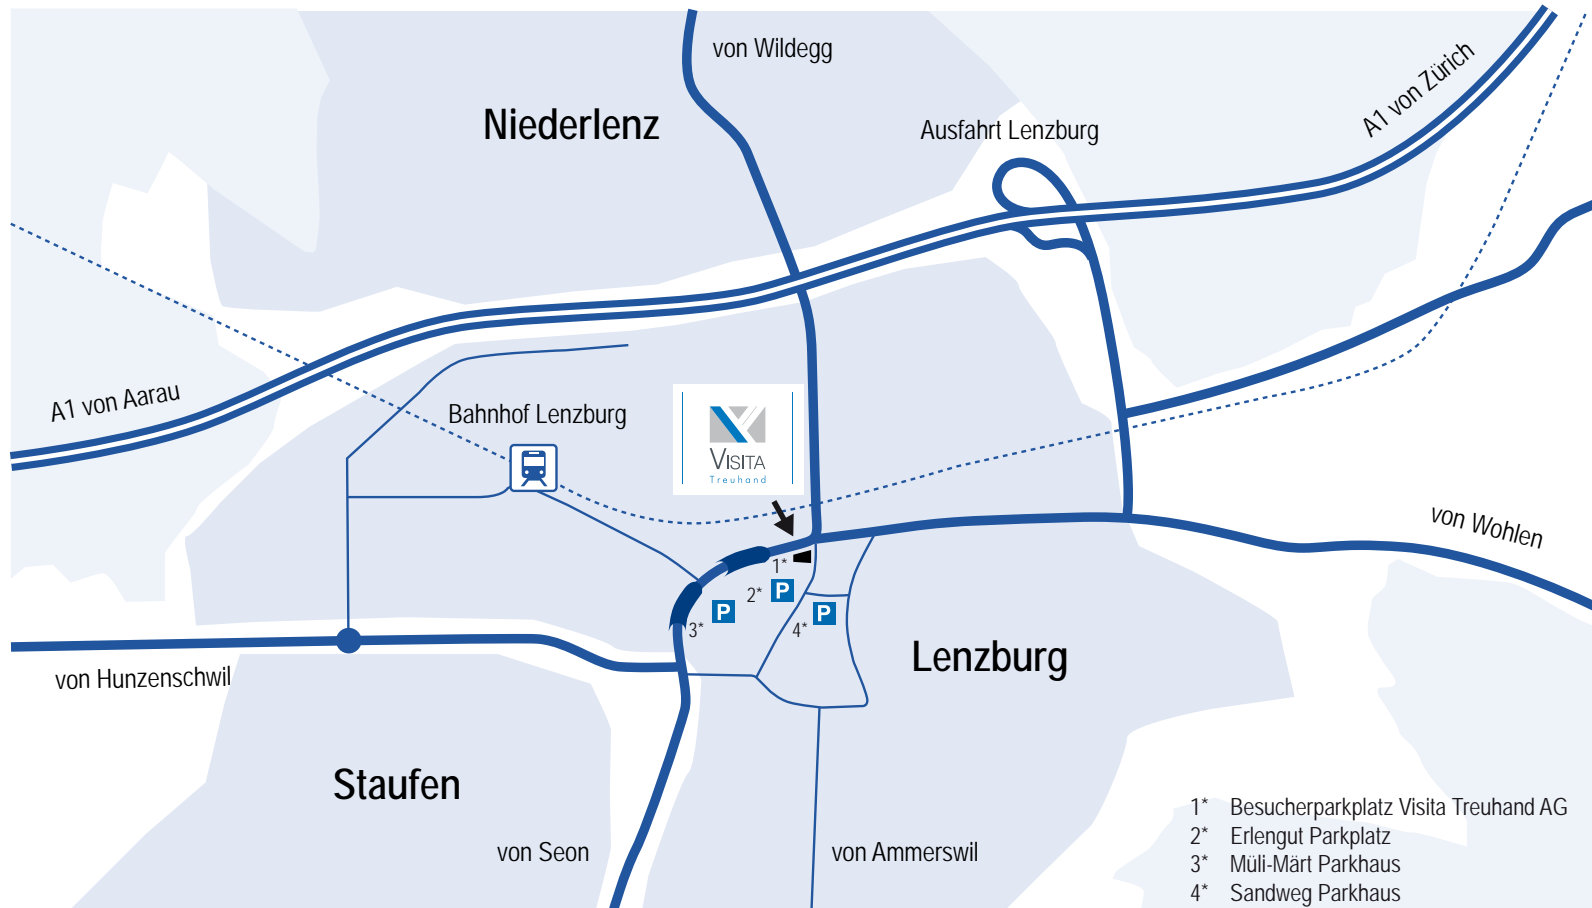 von Wildegg
Niederlenz
Ausfahrt Lenzburg
A1 von Zürich
A1 von Aarau
Bahnhof Lenzburg
VISITA
Treuhand
von Wohlen
1*
2* P
P
3*
P
4*
Lenzburg
von Hunzenschwil
Staufen
von Seon
von Ammerswil
1* Besucherparkplatz Visita Treuhand AG
2* Erlengut Parkplatz
3* Müli-Märt Parkhaus
4* Sandweg Parkhaus